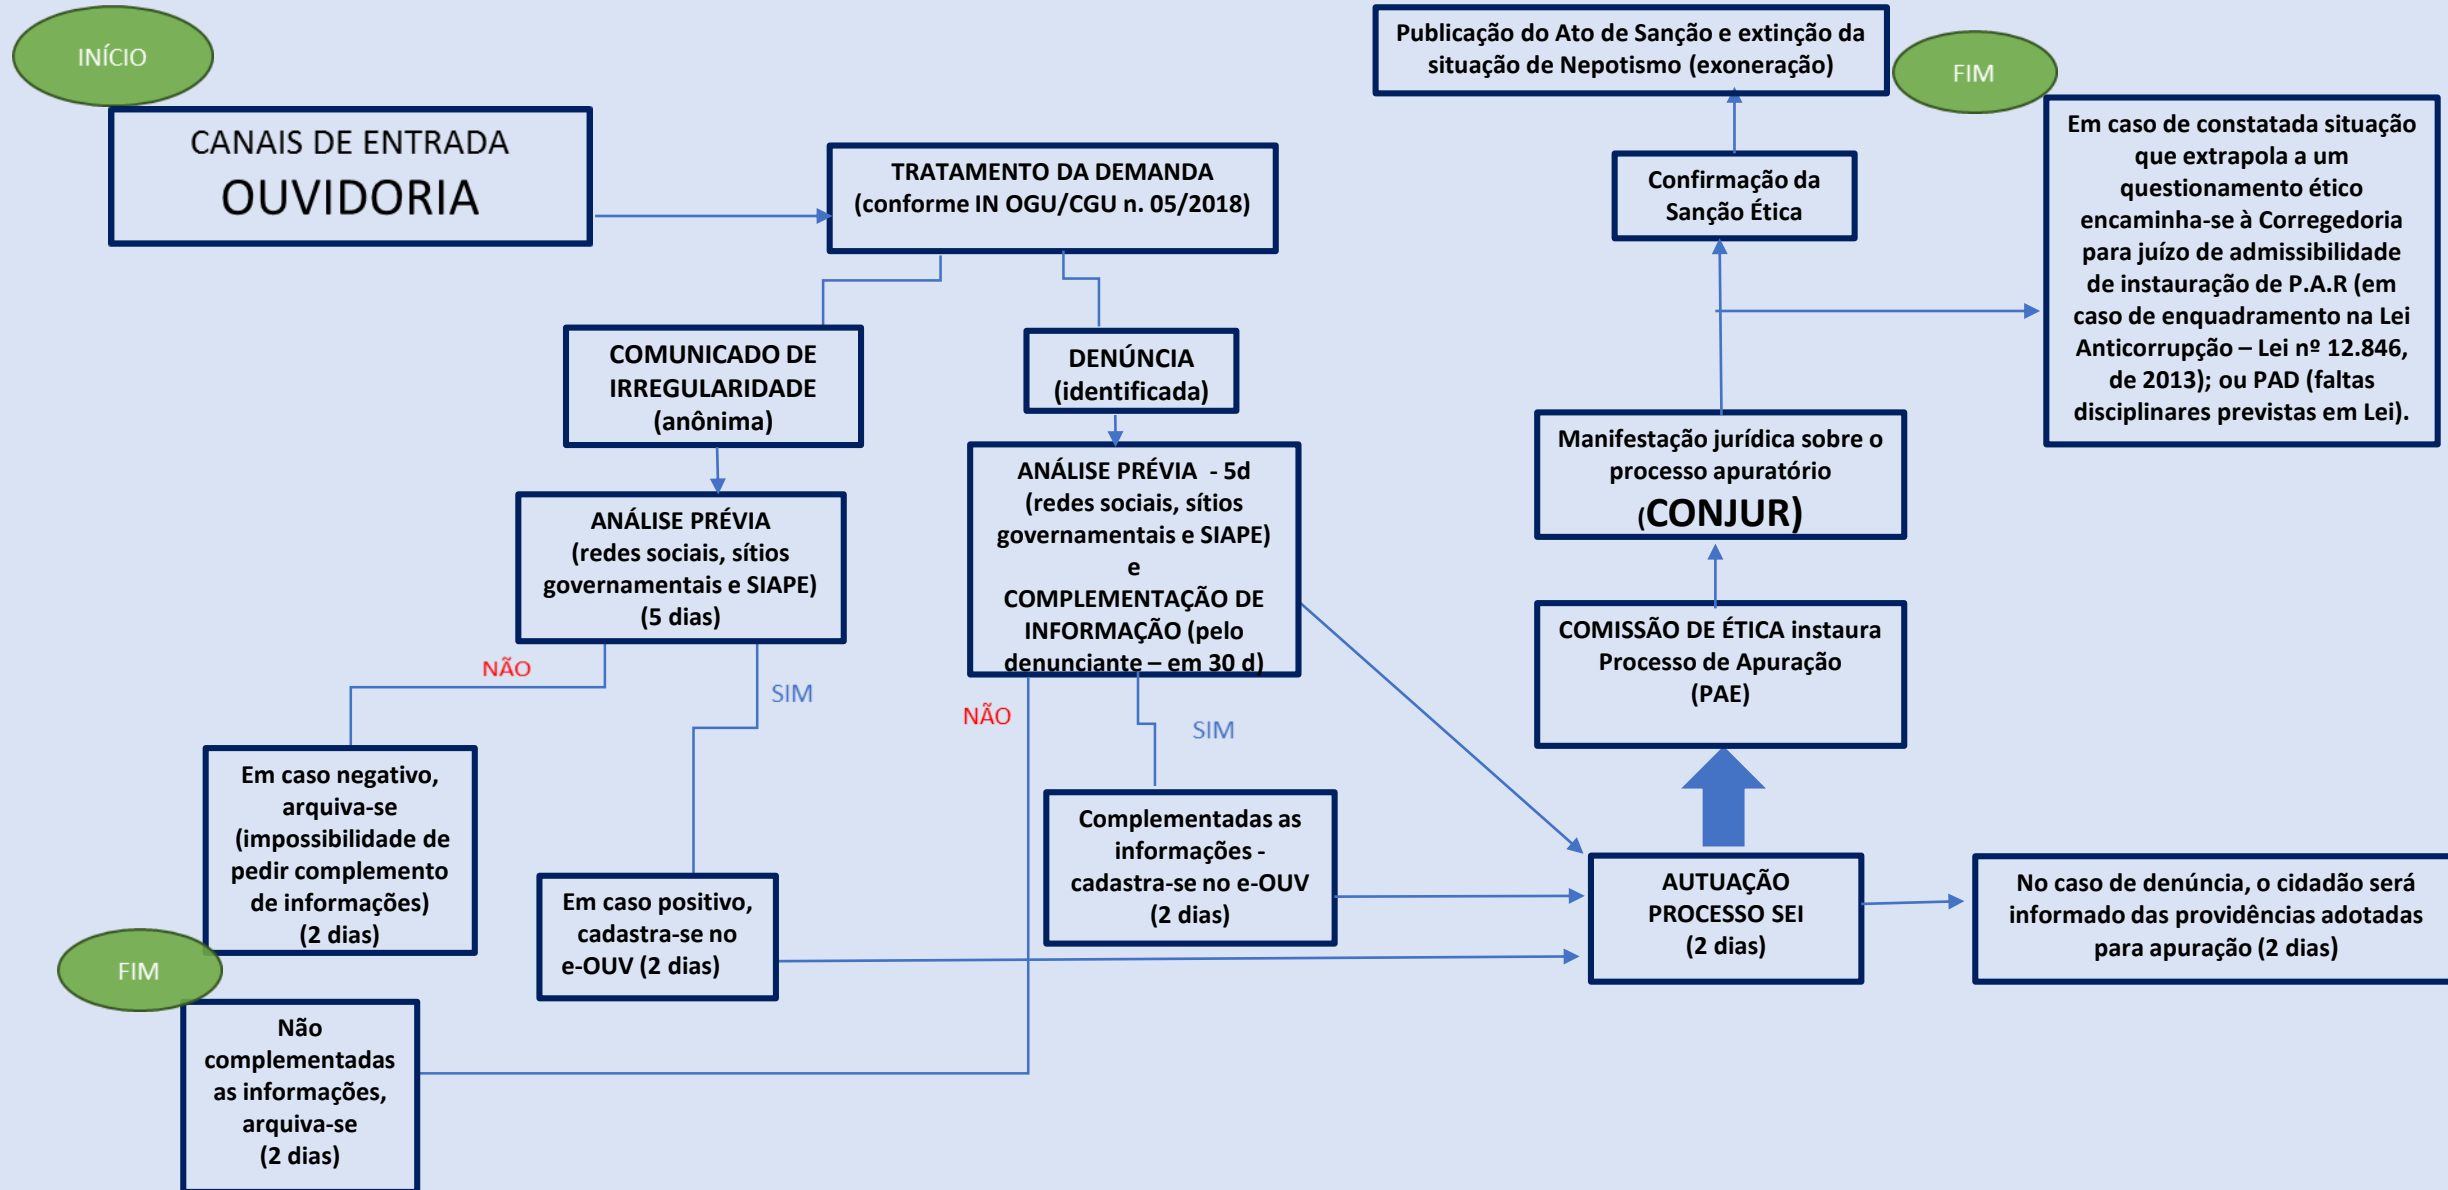 INÍCIO
CANAIS DE ENTRADA
OUVIDORIA
TRATAMENTO DA DEMANDA
(conforme IN OGU/CGU n. 05/2018)
COMUNICADO DE
IRREGULARIDADE
(anônima)
DENÚNCIA
(identificada)
ANÁLISE PRÉVIA
(redes sociais, sítios
governamentais e SIAPE)
(5 dias)
ANÁLISE PRÉVIA - 5d
(redes sociais, sítios
governamentais e SIAPE)
e
COMPLEMENTAÇÃO DE
INFORMAÇÃO (pelo
denunciante – em 30 d)
NÃO
SIM
NÃO
SIM
Em caso negativo,
arquiva-se
(impossibilidade de
pedir complemento
de informações)
(2 dias)
FIM
Em caso positivo,
cadastra-se no
e-OUV (2 dias)
Complementadas as
informações -
cadastra-se no e-OUV
(2 dias)
Não
complementadas
as informações,
arquiva-se
(2 dias)
AUTUAÇÃO
PROCESSO SEI
(2 dias)
No caso de denúncia, o cidadão será
informado das providências adotadas
para apuração (2 dias)
COMISSÃO DE ÉTICA instaura
Processo de Apuração
(PAE)
Manifestação jurídica sobre o
processo apuratório
(CONJUR)
Confirmação da
Sanção Ética
Publicação do Ato de Sanção e extinção da
situação de Nepotismo (exoneração)
FIM
Em caso de constatada situação
que extrapola a um
questionamento ético
encaminha-se à Corregedoria
para juízo de admissibilidade
de instauração de P.A.R (em
caso de enquadramento na Lei
Anticorrupção – Lei nº 12.846,
de 2013); ou PAD (faltas
disciplinares previstas em Lei).